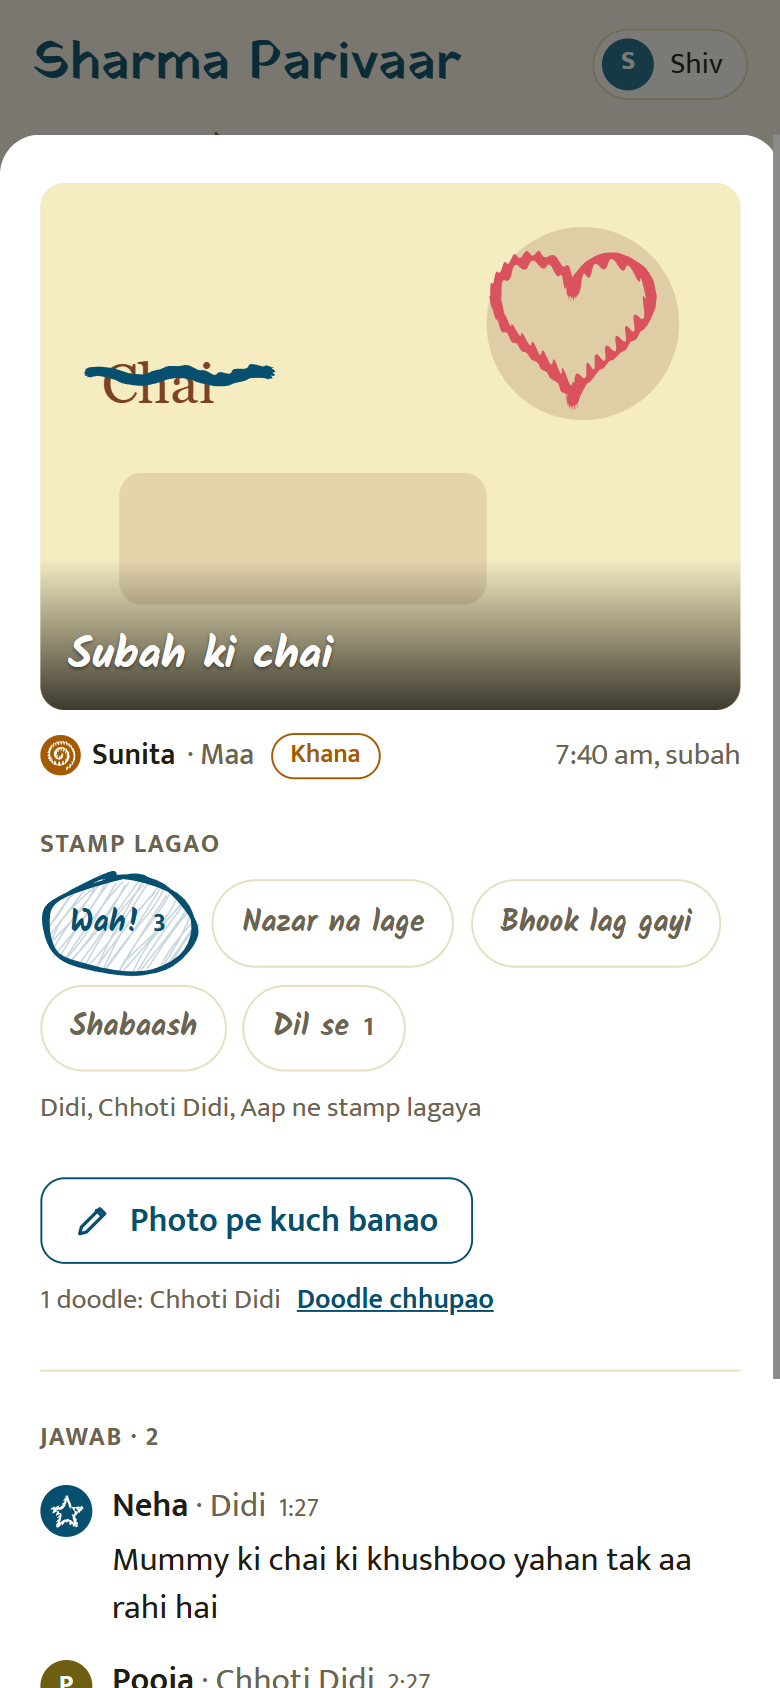 Sharma Parivaar
S
Shiv
Chai
Subah ki chai
Sunita · Maa
Khana
7:40 am, subah
STAMP LAGAO
Wah! 3
Nazar na lage
Bhook lag gayi
Shabaash
Dil se 1
Didi, Chhoti Didi, Aap ne stamp lagaya
Photo pe kuch banao
1 doodle: Chhoti Didi Doodle chhupao
JAWAB · 2
Neha · Didi 1:27
Mummy ki chai ki khushboo yahan tak aa
rahi hai
P
Pooja · Chhoti Didi 2:27